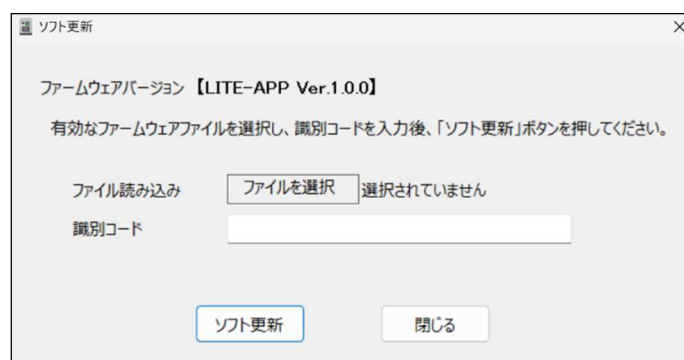 ソフト更新
ファームウェアバージョン 【LITE-APP Ver.1.0.0】
有効なファームウェアファイルを選択し、識別コードを入力後、「ソフト更新」ボタンを押してください。
ファイル読み込み ファイルを選択 選択されていません
識別コード
ソフト更新 閉じる